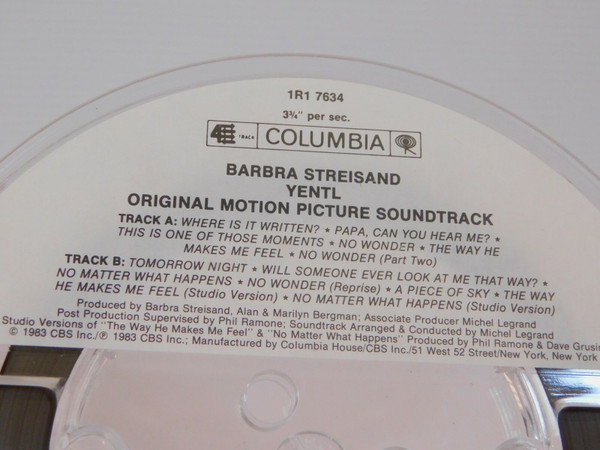 1R1 7634
3¾" per sec.
4 TRACK COLUMBIA
BARBRA STREISAND
YENTL
ORIGINAL MOTION PICTURE SOUNDTRACK
TRACK A: WHERE IS IT WRITTEN? ★ PAPA, CAN YOU HEAR ME? ★
THIS IS ONE OF THOSE MOMENTS ★ NO WONDER ★ THE WAY HE
MAKES ME FEEL ★ NO WONDER (Part Two)
TRACK B: TOMORROW NIGHT ★ WILL SOMEONE EVER LOOK AT ME THAT WAY? ★
NO MATTER WHAT HAPPENS ★ NO WONDER (Reprise) ★ A PIECE OF SKY ★ THE WAY
HE MAKES ME FEEL (Studio Version) ★ NO MATTER WHAT HAPPENS (Studio Version)
Produced by Barbra Streisand, Alan & Marilyn Bergman; Associate Producer Michel Legrand
Post Production Supervised by Phil Ramone; Soundtrack Arranged & Conducted by Michel Legrand
Studio Versions of "The Way He Makes Me Feel" & "No Matter What Happens" Produced by Phil Ramone & Dave Grusin
© 1983 CBS Inc./℗ 1983 CBS Inc.; Manufactured by Columbia House/CBS Inc./51 West 52 Street/New York, New York